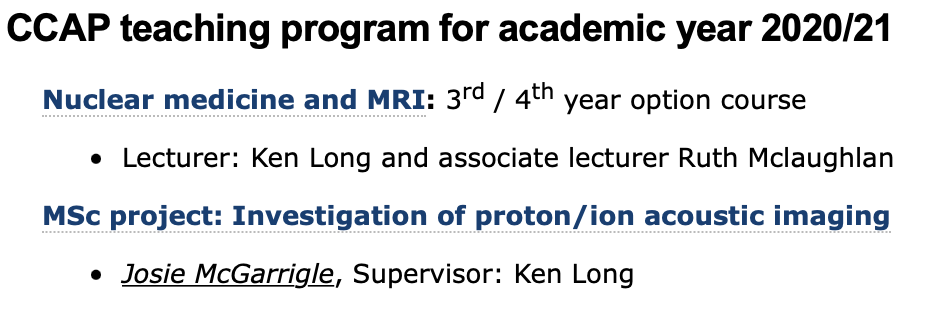 CCAP teaching program for academic year 2020/21
Nuclear medicine and MRI: 3rd / 4th year option course
• Lecturer: Ken Long and associate lecturer Ruth Mclaughlan
MSc project: Investigation of proton/ion acoustic imaging
• Josie McGarrigle, Supervisor: Ken Long